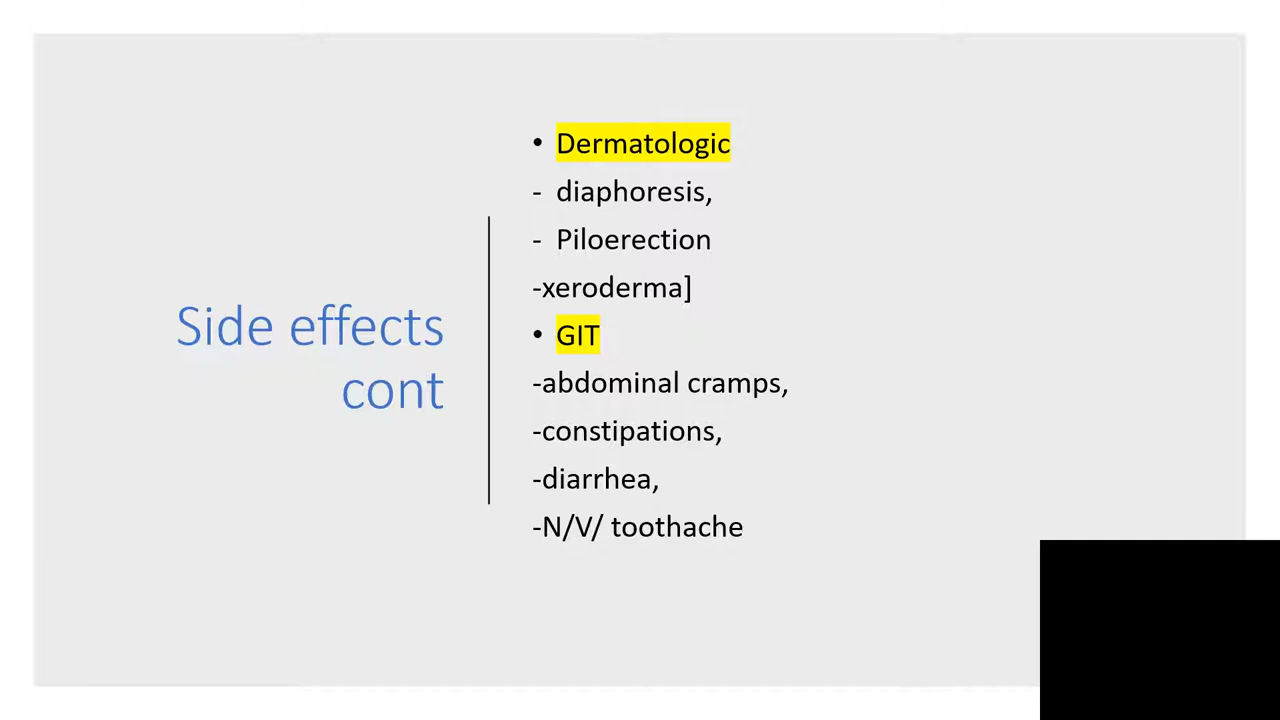 Side effects
cont
• Dermatologic
- diaphoresis,
- Piloerection
-xeroderma]
• GIT
-abdominal cramps,
-constipations,
-diarrhea,
-N/V/ toothache